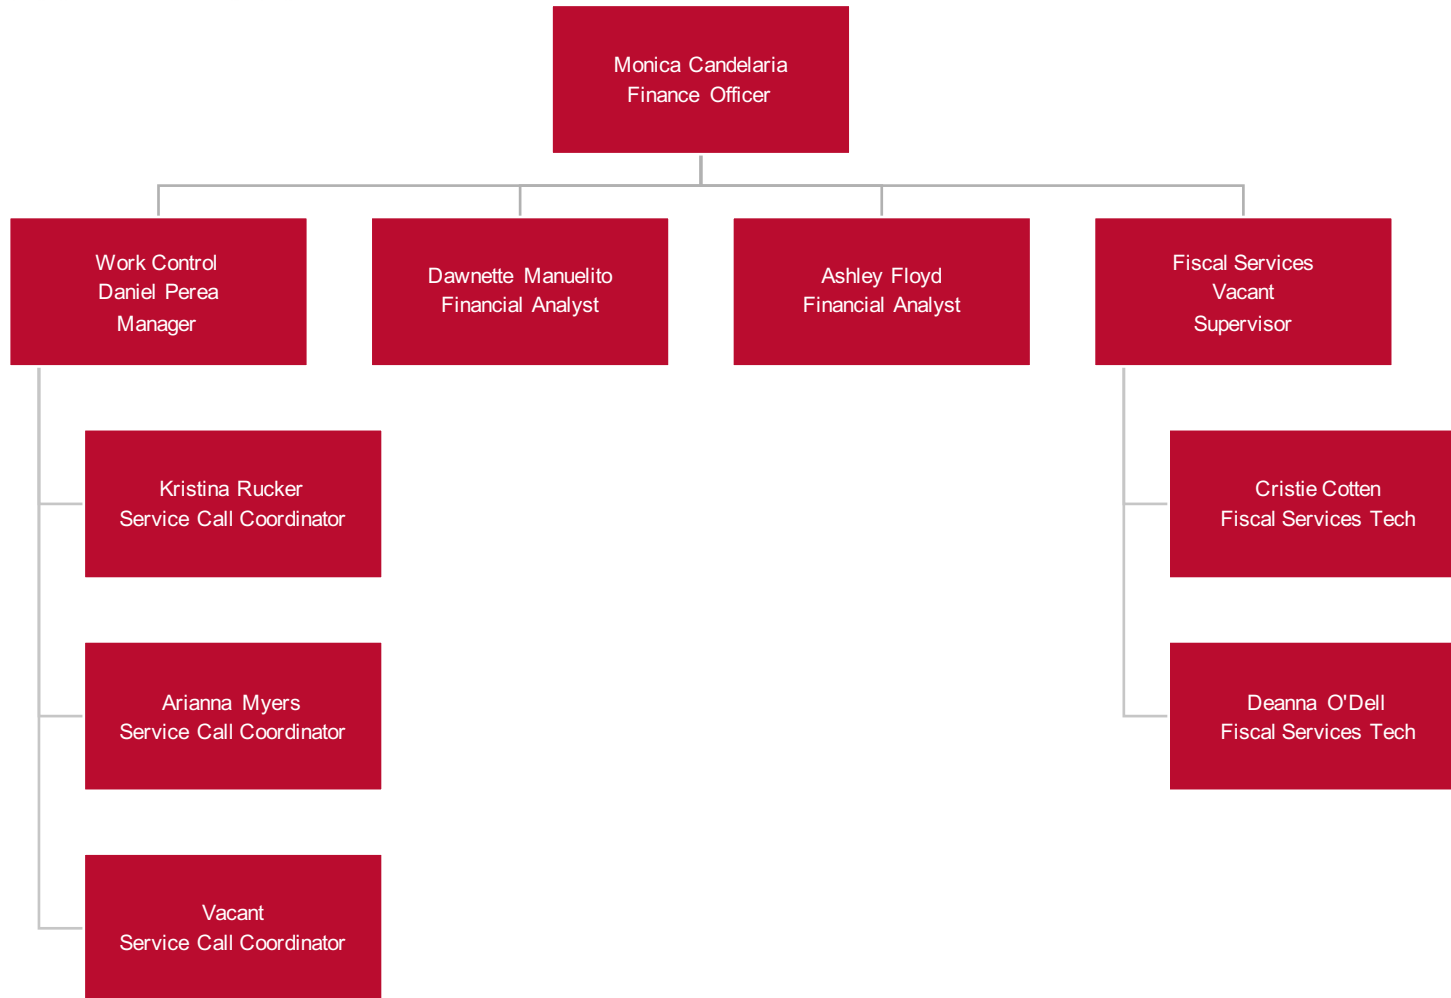 Monica Candelaria
Finance Officer
Work Control
Daniel Perea
Manager
Dawnette Manuelito
Financial Analyst
Ashley Floyd
Financial Analyst
Fiscal Services
Vacant
Supervisor
Kristina Rucker
Service Call Coordinator
Cristie Cotten
Fiscal Services Tech
Arianna Myers
Service Call Coordinator
Deanna O'Dell
Fiscal Services Tech
Vacant
Service Call Coordinator